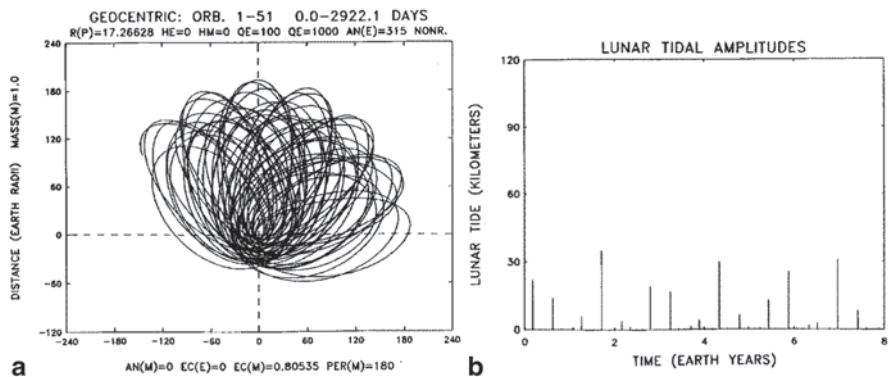 GEOCENTRIC: ORB. 1-51 0.0-2922.1 DAYS
R(P)=17.26628 HE=0 HM=0 QE=100 QE=1000 AN(E)=315 NONR.
DISTANCE (EARTH RADII) MASS(M)=1.0
240
180
120
60
0
-60
-120
-240 -180 -120 -60 0 60 120 180 240
AN(M)=0 EC(E)=0 EC(M)=0.80535 PER(M)=180
a
LUNAR TIDAL AMPLITUDES
LUNAR TIDE (KILOMETERS)
120
90
60
30
0
0 2 4 6 8
TIME (EARTH YEARS)
b